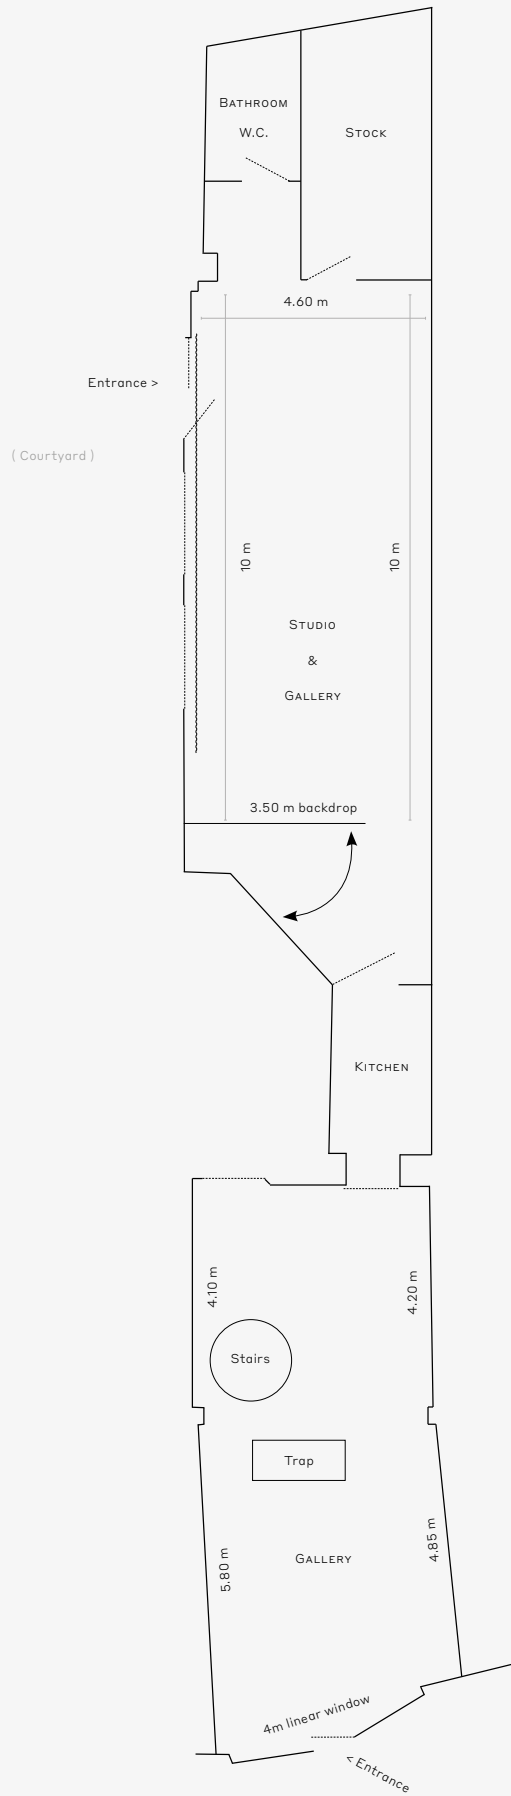 Bathroom
W.C.
Stock
4.60 m
Entrance >
( Courtyard )
10 m
10 m
Studio
&
Gallery
3.50 m backdrop
Kitchen
4.10 m
4.20 m
Stairs
Trap
Gallery
5.80 m
4.85 m
4m linear window
< Entrance